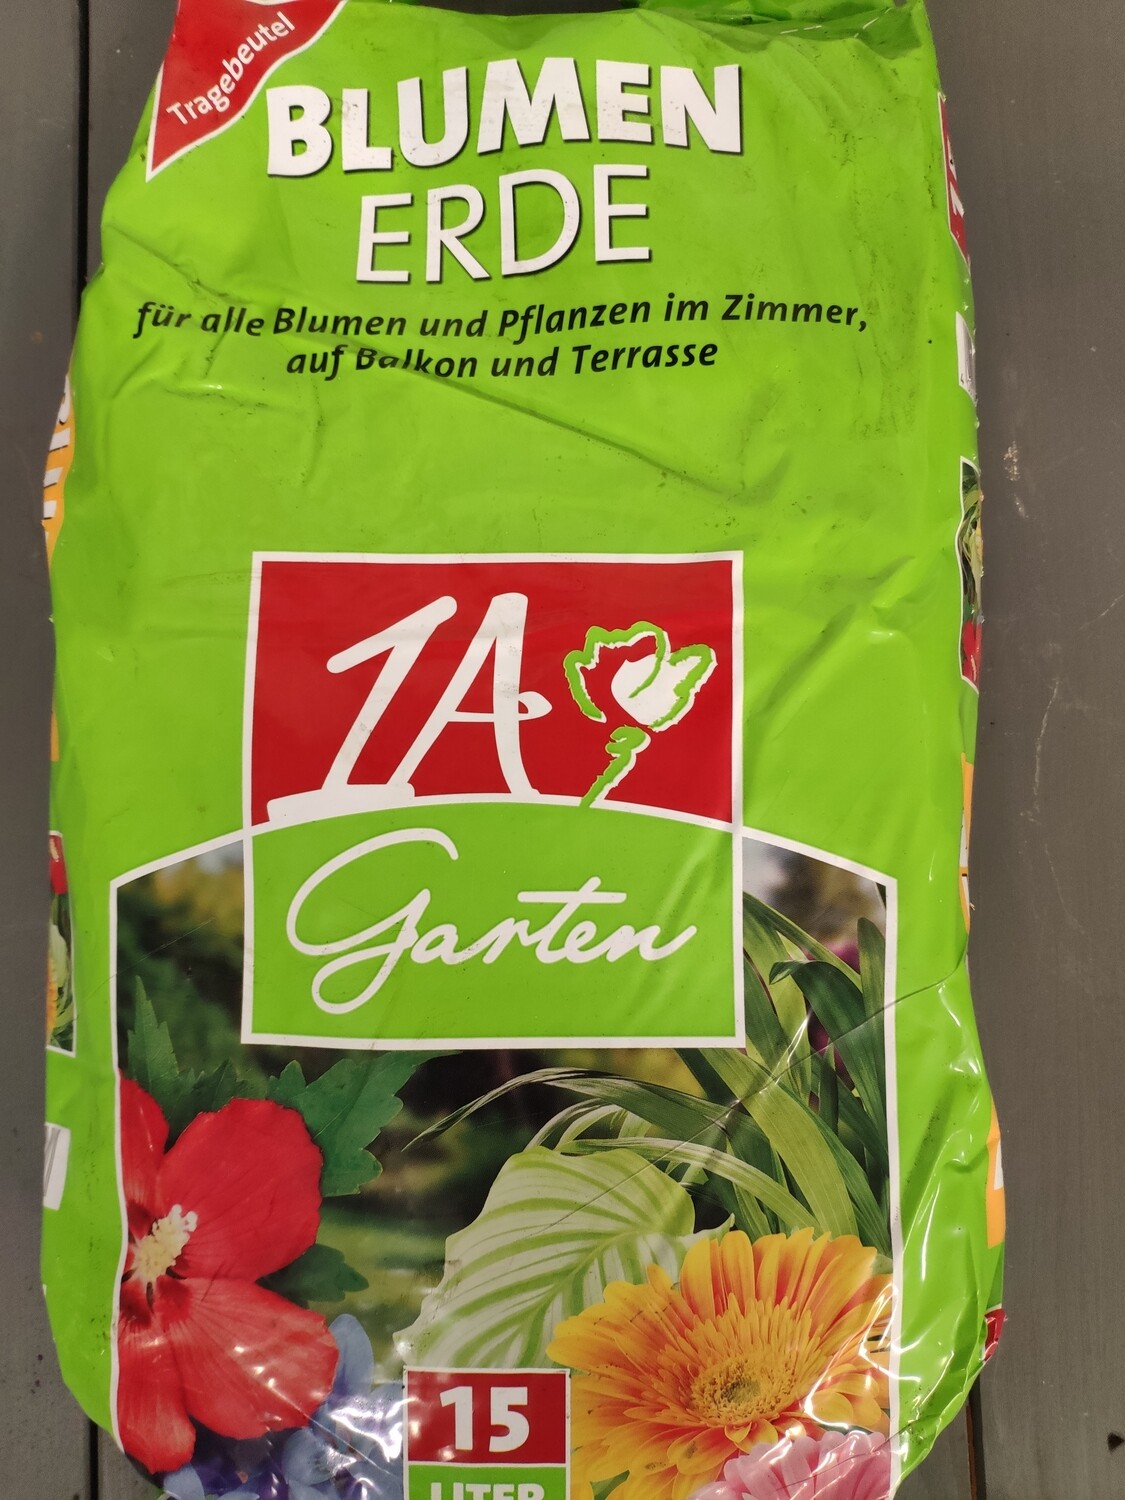 Tragebeutel
BLUMEN
ERDE
für alle Blumen und Pflanzen im Zimmer,
auf Balkon und Terrasse
1A
Garten
15
LITER